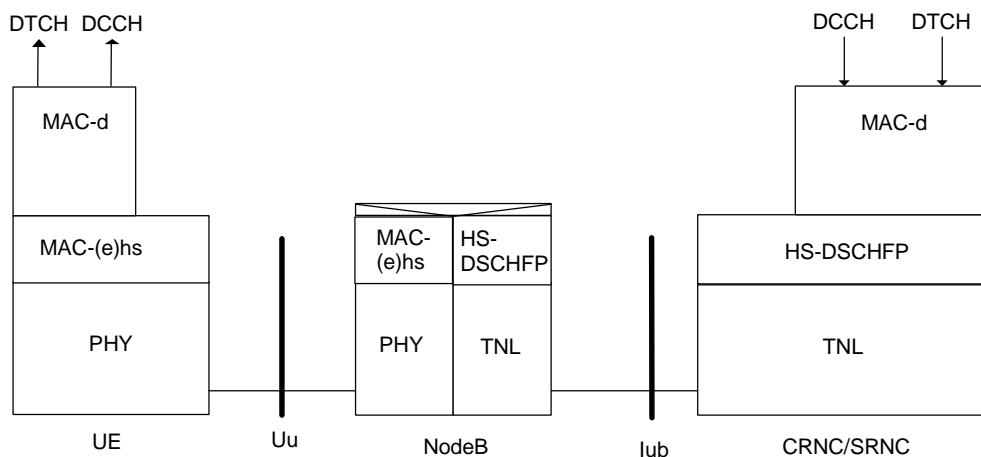 DTCH DCCH
DCCH DTCH
MAC-d
MAC-d
MAC-(e)hs
MAC-
(e)hs
HS-
DSCHFP
HS-DSCHFP
PHY
PHY
TNL
TNL
UE
Uu
NodeB
Iub
CRNC/SRNC